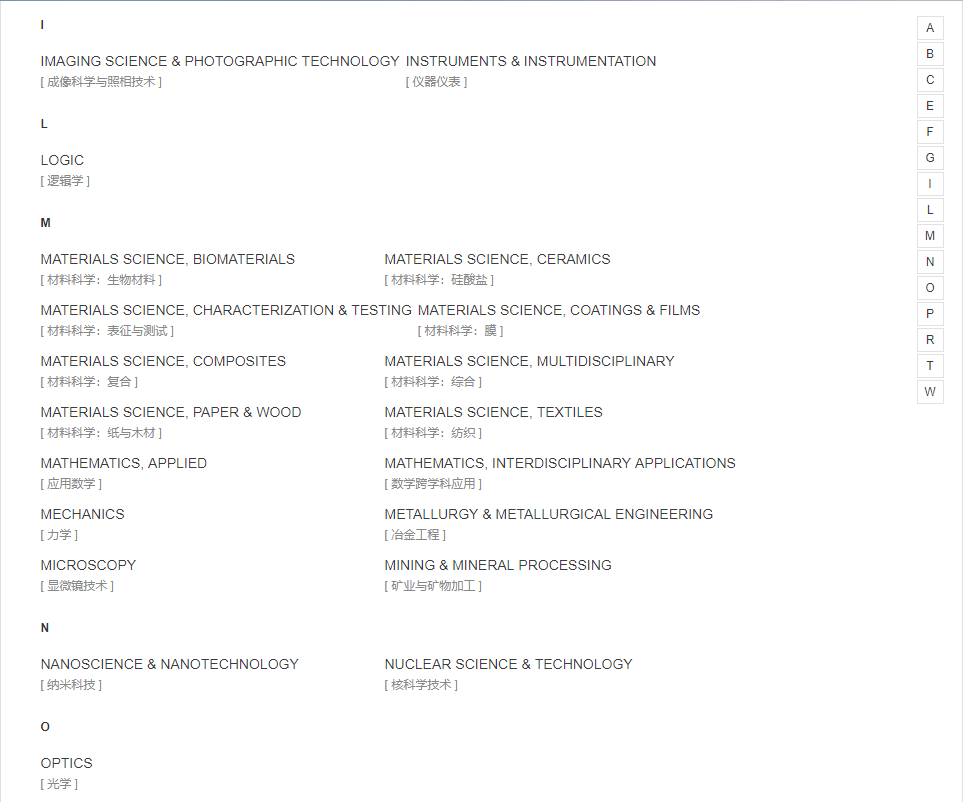 I
IMAGING SCIENCE & PHOTOGRAPHIC TECHNOLOGY INSTRUMENTS & INSTRUMENTATION
[ 成像科学与照相技术 ] [ 仪器仪表 ]
L
LOGIC
[ 逻辑学 ]
M
MATERIALS SCIENCE, BIOMATERIALS MATERIALS SCIENCE, CERAMICS
[ 材料科学：生物材料 ] [ 材料科学：硅酸盐 ]
MATERIALS SCIENCE, CHARACTERIZATION & TESTING MATERIALS SCIENCE, COATINGS & FILMS
[ 材料科学：表征与测试 ] [ 材料科学：膜 ]
MATERIALS SCIENCE, COMPOSITES MATERIALS SCIENCE, MULTIDISCIPLINARY
[ 材料科学：复合 ] [ 材料科学：综合 ]
MATERIALS SCIENCE, PAPER & WOOD MATERIALS SCIENCE, TEXTILES
[ 材料科学：纸与木材 ] [ 材料科学：纺织 ]
MATHEMATICS, APPLIED MATHEMATICS, INTERDISCIPLINARY APPLICATIONS
[ 应用数学 ] [ 数学跨学科应用 ]
MECHANICS METALLURGY & METALLURGICAL ENGINEERING
[ 力学 ] [ 冶金工程 ]
MICROSCOPY MINING & MINERAL PROCESSING
[ 显微镜技术 ] [ 矿业与矿物加工 ]
N
NANOSCIENCE & NANOTECHNOLOGY NUCLEAR SCIENCE & TECHNOLOGY
[ 纳米科技 ] [ 核科学技术 ]
O
OPTICS
[ 光学 ]
A
B
C
E
F
G
I
L
M
N
O
P
R
T
W